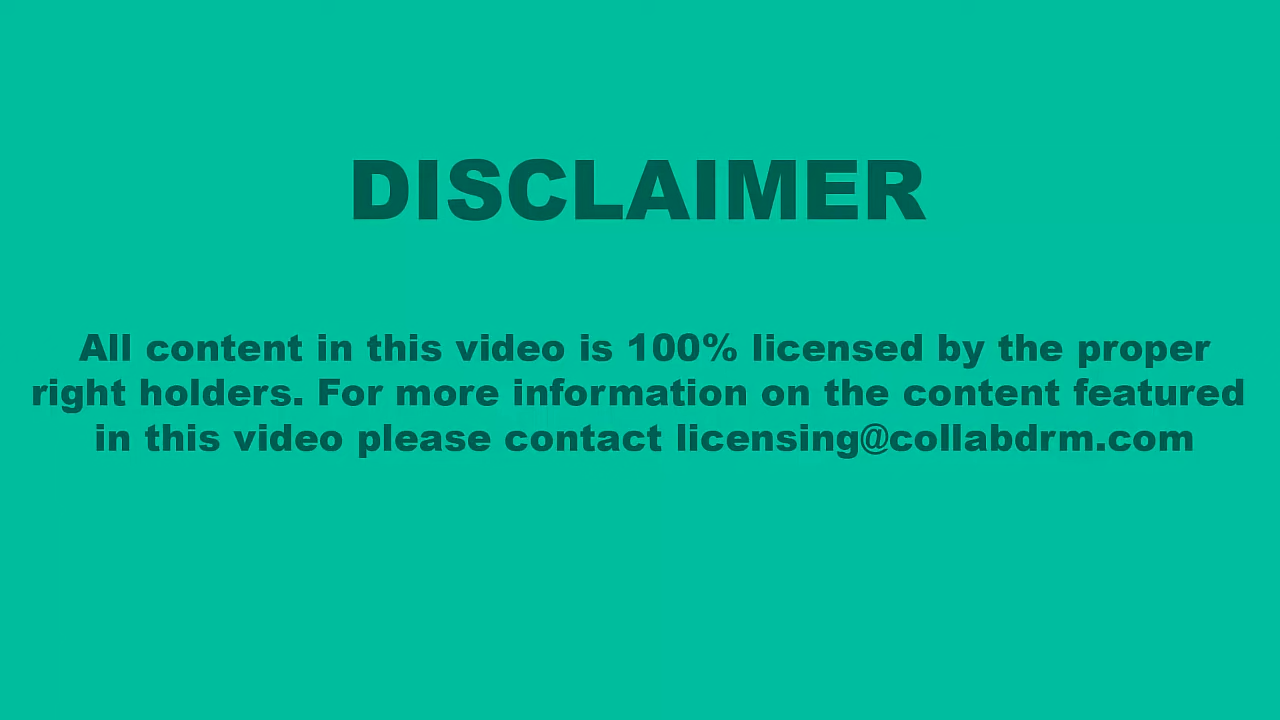 DISCLAIMER
All content in this video is 100% licensed by the proper
right holders. For more information on the content featured
in this video please contact licensing@collabdrm.com